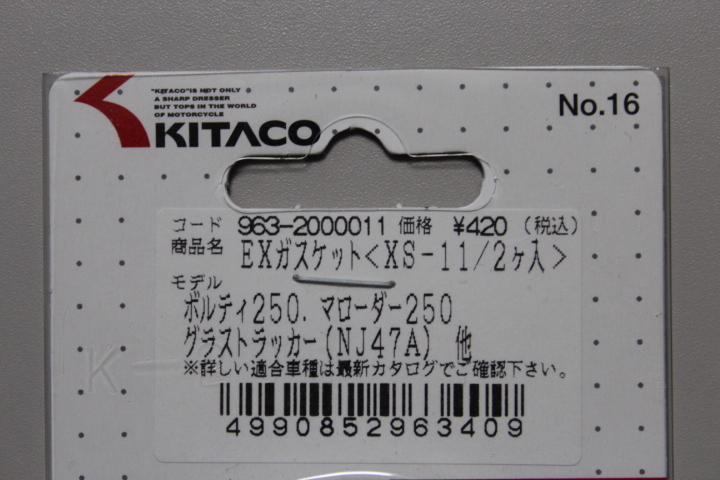 "KITACO"IS NOT ONLY
A SHARP DRESSER
BUT TOPS IN THE WORLD
OF MOTORCYCLE
KITACO
No.16
コード 963-2000011 価格 ¥420 (税込)
商品名 EXガスケット<XS-11/2ヶ入>
モデル
ボルティ250.マローダー250
グラストラッカー(NJ47A) 他
※詳しい適合車種は最新カタログでご確認下さい。
4990852963409